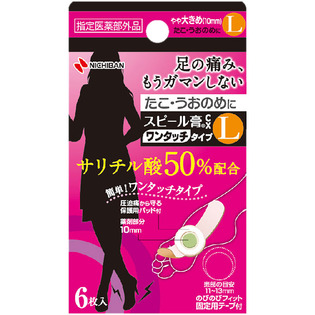 指定医薬部外品
やや大きめ(10mm)
たこ・うおのめに
L
NICHIBAN
足の痛み、
もうガマンしない
たこ・うおのめに
スピール膏®CX
ワンタッチタイプ
L
サリチル酸50%配合
簡単!ワンタッチタイプ
圧迫痛から守る
保護用パッド付
薬剤部分
10mm
患部の目安
11~13mm
のびのびフィット
固定用テープ付
6枚入